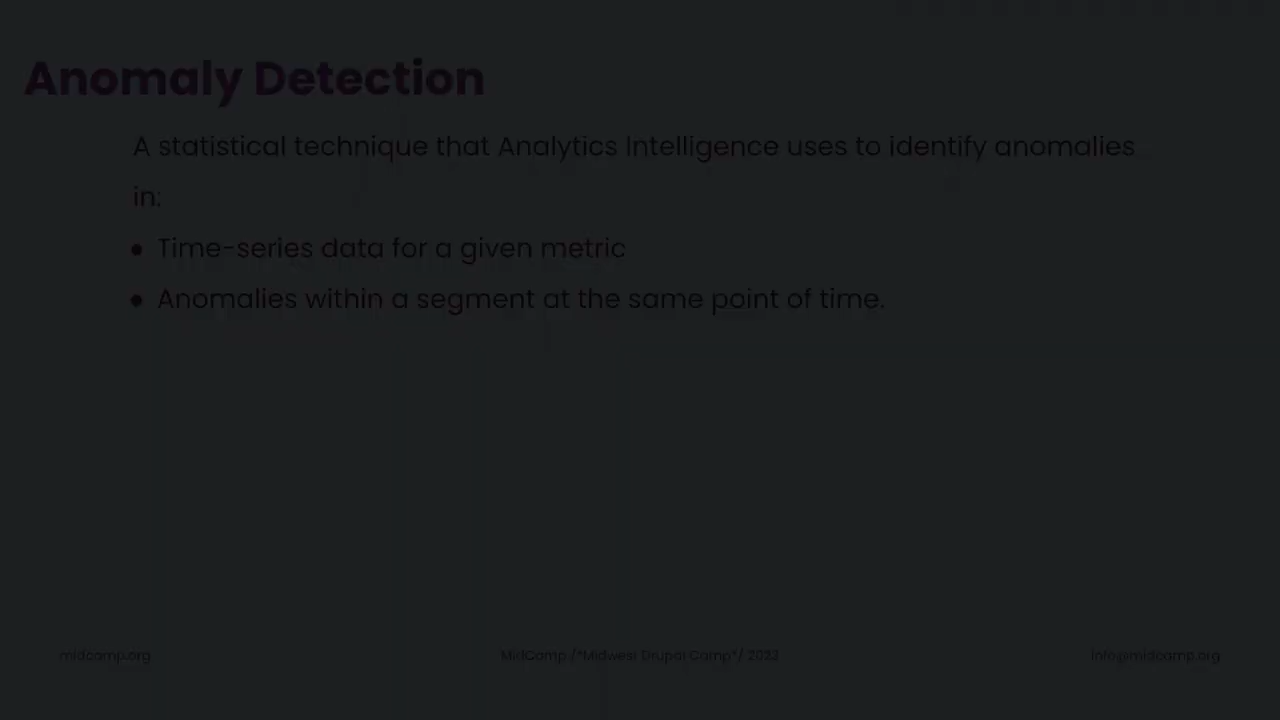 Anomaly Detection
A statistical technique that Analytics Intelligence uses to identify anomalies
in:
● Time-series data for a given metric
● Anomalies within a segment at the same point of time.
midcamp.org
MidCamp /*Midwest Drupal Camp*/ 2023
info@midcamp.org